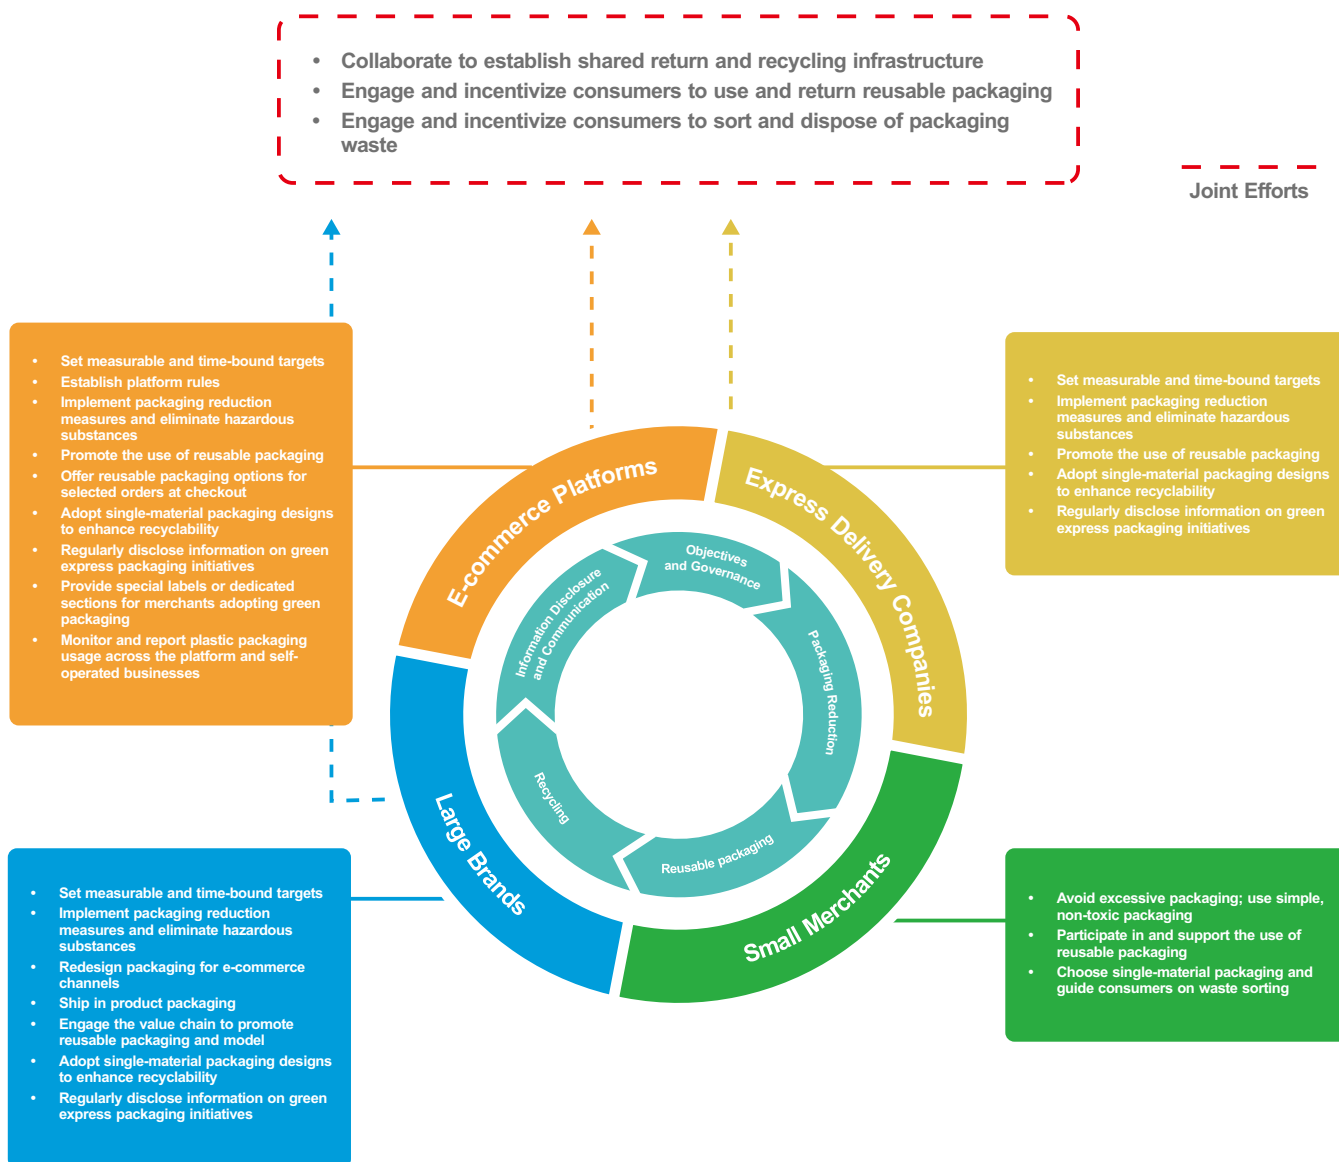 • Collaborate to establish shared return and recycling infrastructure
• Engage and incentivize consumers to use and return reusable packaging
• Engage and incentivize consumers to sort and dispose of packaging
waste
Joint Efforts
• Set measurable and time-bound targets
• Establish platform rules
• Implement packaging reduction
measures and eliminate hazardous
substances
• Promote the use of reusable packaging
• Offer reusable packaging options for
selected orders at checkout
• Adopt single-material packaging designs
to enhance recyclability
• Regularly disclose information on green
express packaging initiatives
• Provide special labels or dedicated
sections for merchants adopting green
packaging
• Monitor and report plastic packaging
usage across the platform and self-
operated businesses
• Set measurable and time-bound targets
• Implement packaging reduction
measures and eliminate hazardous
substances
• Promote the use of reusable packaging
• Adopt single-material packaging designs
to enhance recyclability
• Regularly disclose information on green
express packaging initiatives
E-commerce Platforms
Express Delivery Companies
Large Brands
Small Merchants
Objectives
and Governance
Packaging Reduction
Reusable packaging
Recycling
Information Disclosure
and Communication
• Set measurable and time-bound targets
• Implement packaging reduction
measures and eliminate hazardous
substances
• Redesign packaging for e-commerce
channels
• Ship in product packaging
• Engage the value chain to promote
reusable packaging and model
• Adopt single-material packaging designs
to enhance recyclability
• Regularly disclose information on green
express packaging initiatives
• Avoid excessive packaging; use simple,
non-toxic packaging
• Participate in and support the use of
reusable packaging
• Choose single-material packaging and
guide consumers on waste sorting